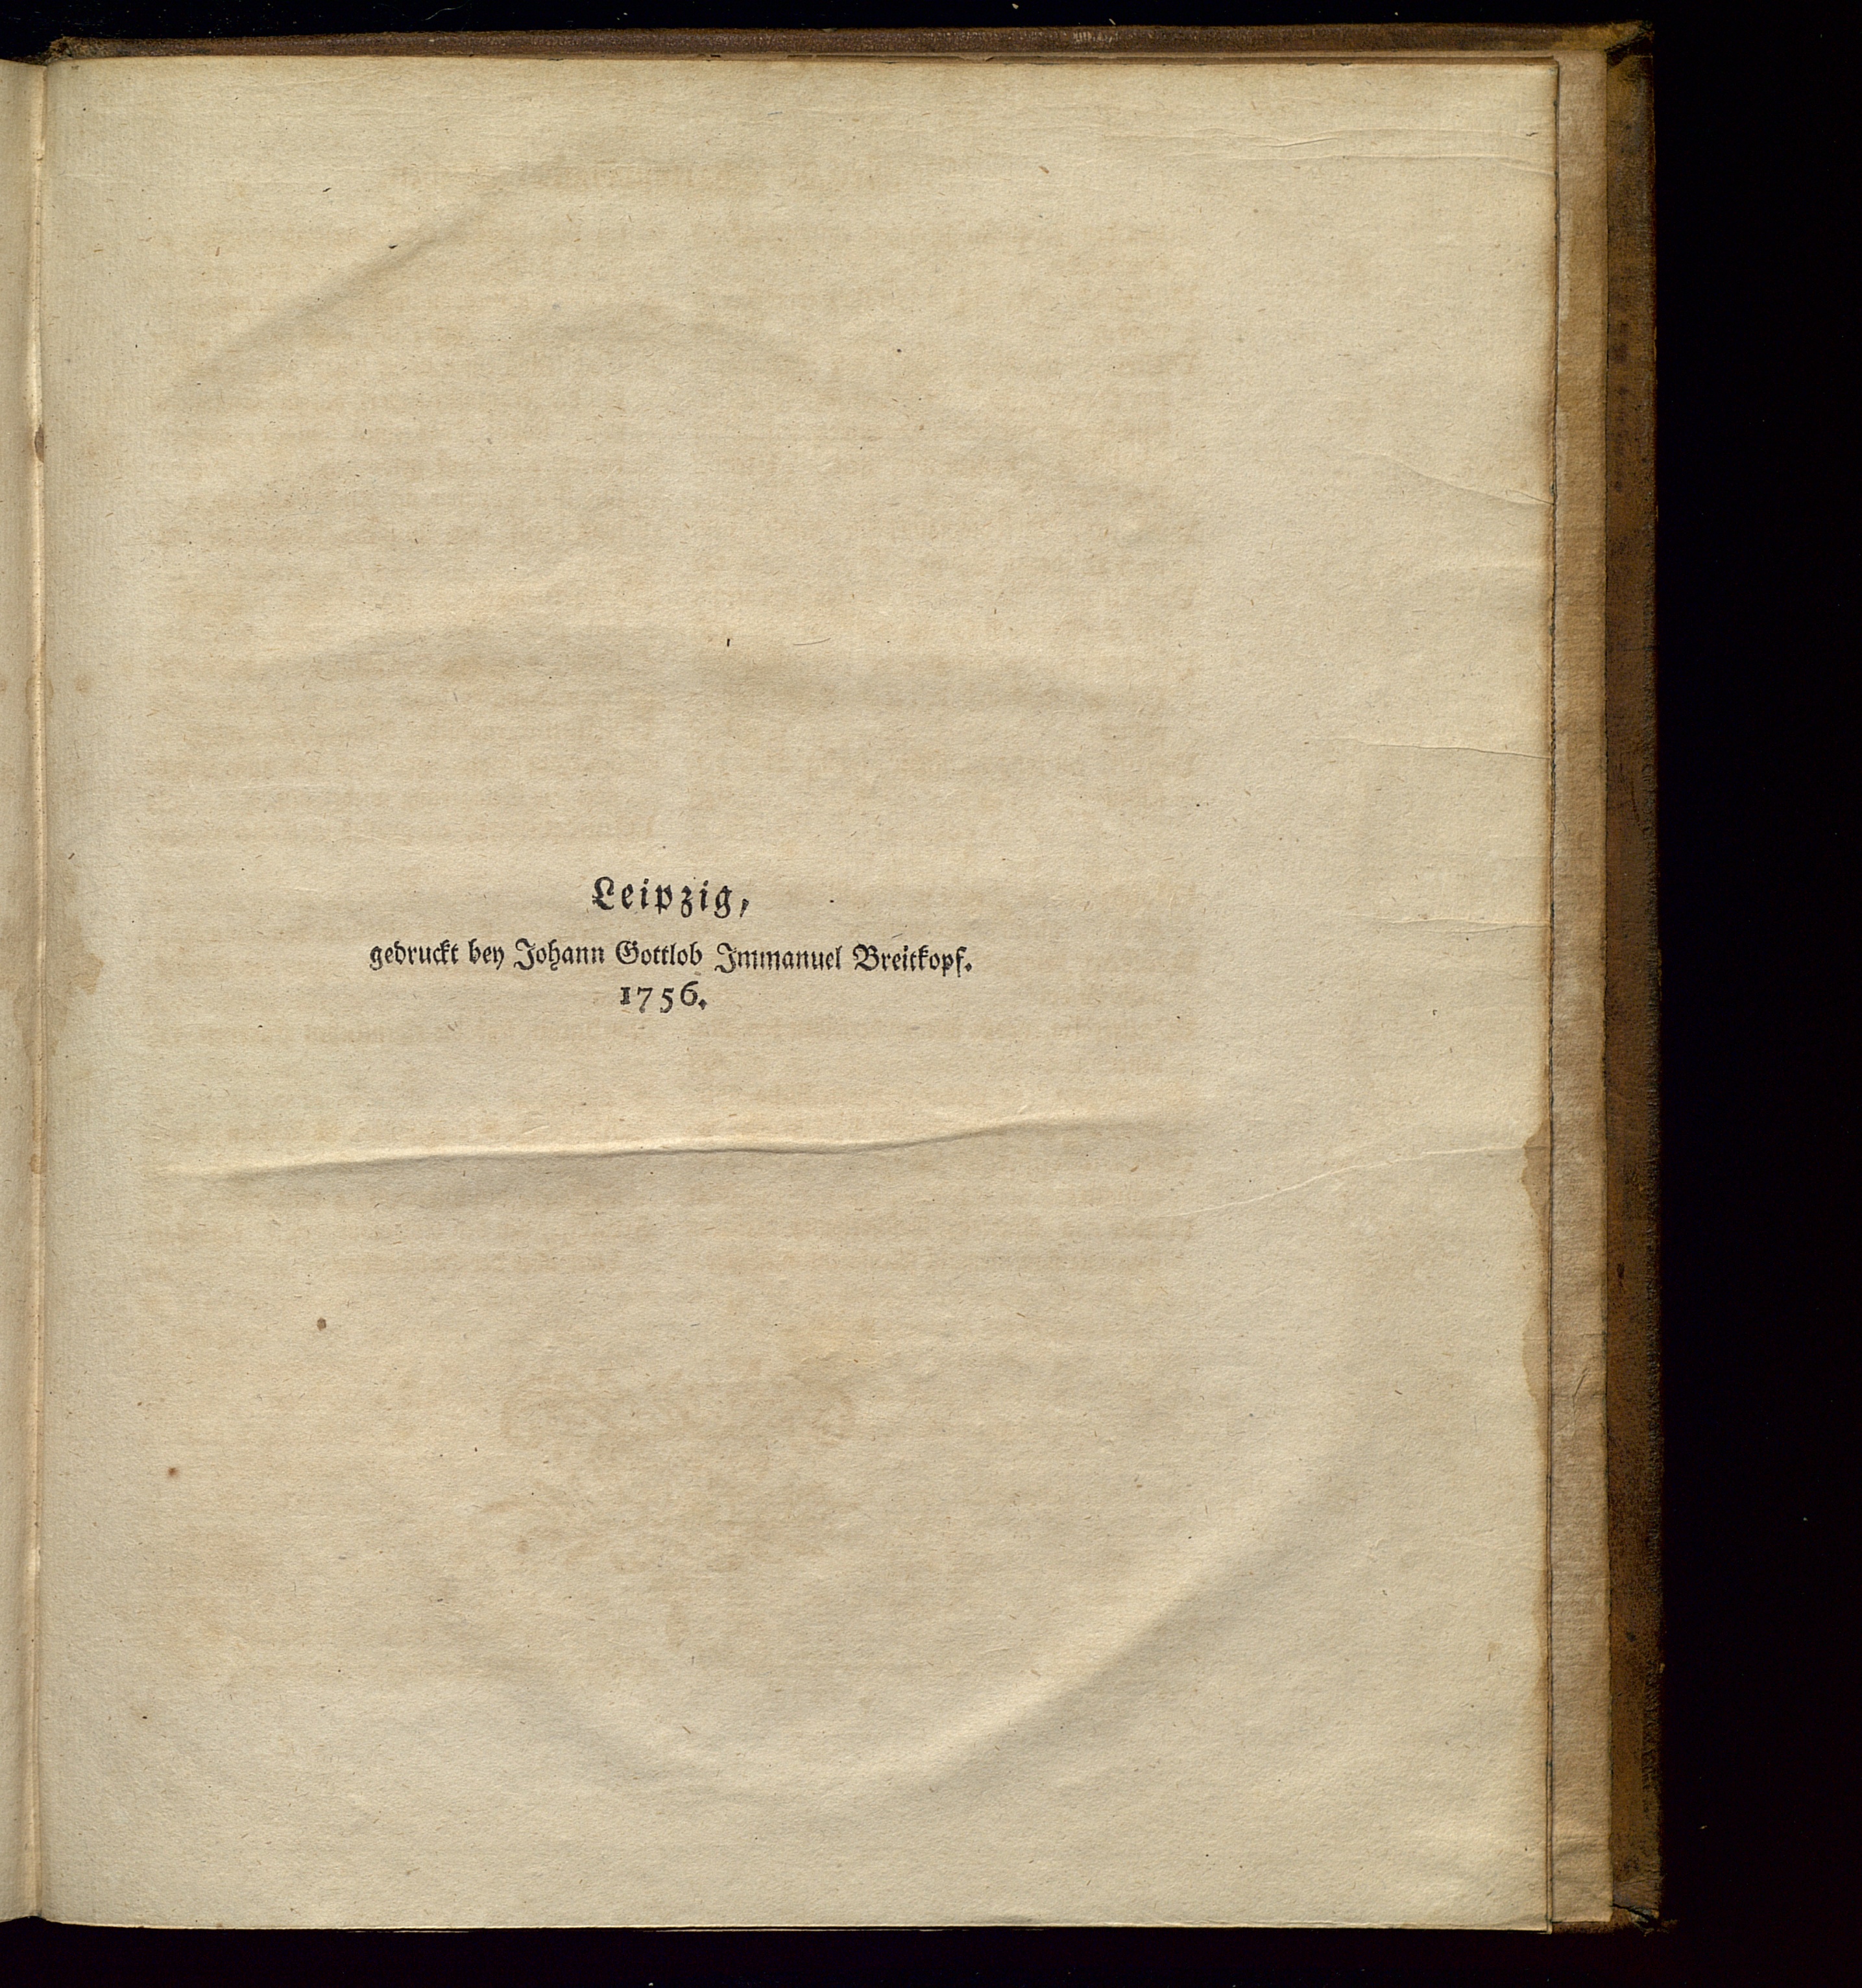 Leipzig,
gedruckt bey Johann Gottlob Immanuel Breitkopf.
1756.